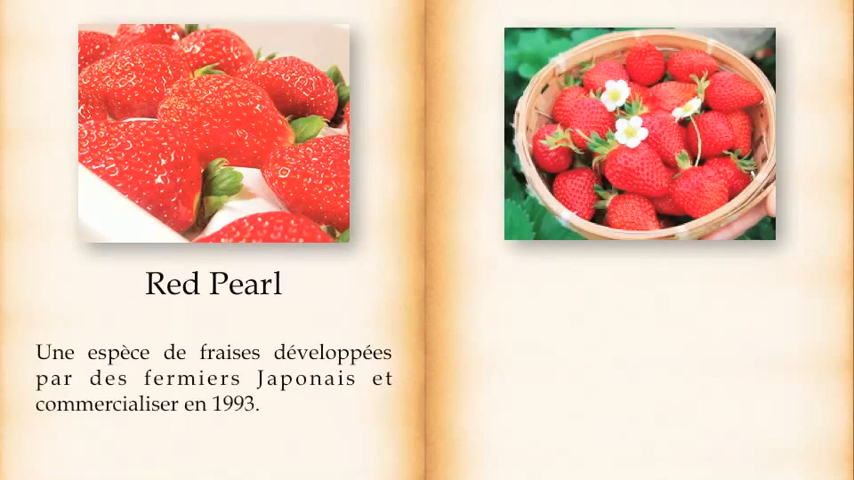 Red Pearl
Une espèce de fraises développées
par des fermiers Japonais et
commercialiser en 1993.